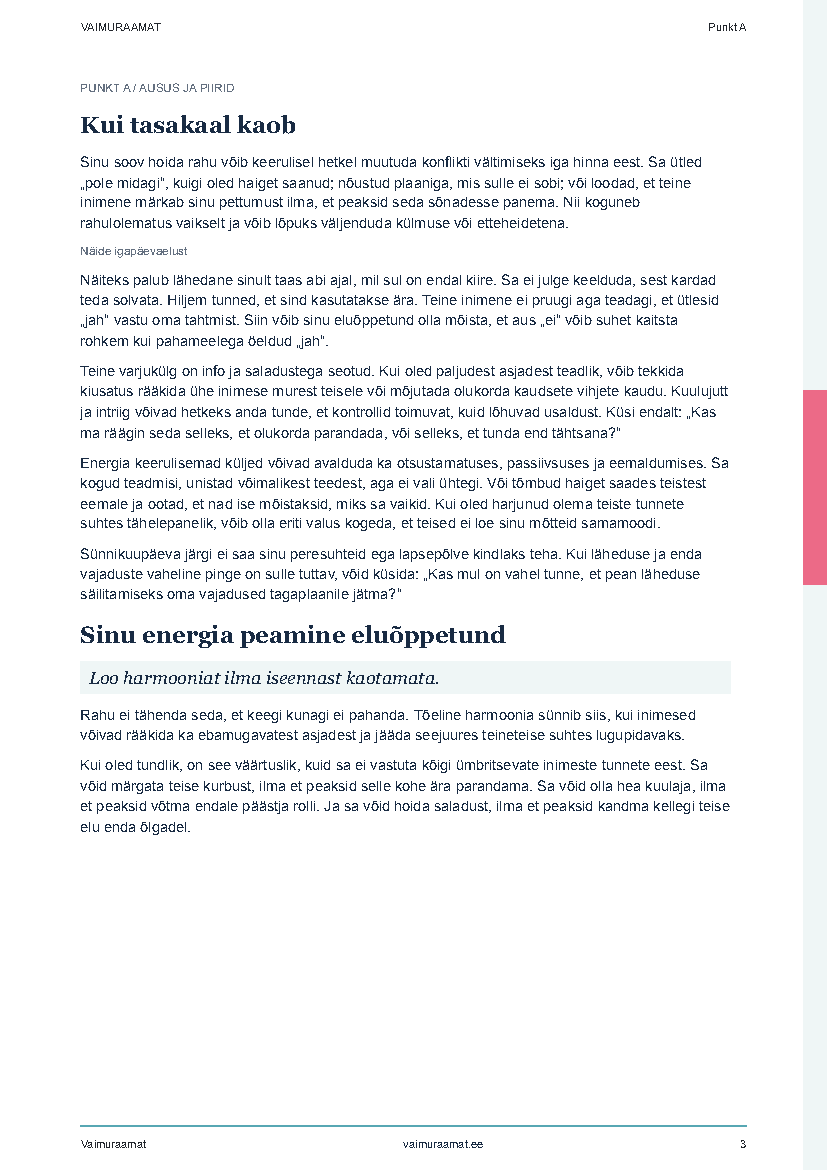 VAIMURAAMAT
Punkt A
PUNKT A / AUSUS JA PIIRID
Kui tasakaal kaob
Sinu soov hoida rahu võib keerulisel hetkel muutuda konflikti vältimiseks iga hinna eest. Sa ütled
„pole midagi”, kuigi oled haiget saanud; nõustud plaaniga, mis sulle ei sobi; või loodad, et teine
inimene märkab sinu pettumust ilma, et peaksid seda sõnadesse panema. Nii koguneb
rahulolematus vaikselt ja võib lõpuks väljenduda külmuse või etteheidetena.
Näide igapäevaelust
Näiteks palub lähedane sinult taas abi ajal, mil sul on endal kiire. Sa ei julge keelduda, sest kardad
teda solvata. Hiljem tunned, et sind kasutatakse ära. Teine inimene ei pruugi aga teadagi, et ütlesid
„jah” vastu oma tahtmist. Siin võib sinu eluõppetund olla mõista, et aus „ei” võib suhet kaitsta
rohkem kui pahameelega öeldud „jah”.
Teine varjukülg on info ja saladustega seotud. Kui oled paljudest asjadest teadlik, võib tekkida
kiusatus rääkida ühe inimese murest teisele või mõjutada olukorda kaudsete vihjete kaudu. Kuulujutt
ja intriig võivad hetkeks anda tunde, et kontrollid toimuvat, kuid lõhuvad usaldust. Küsi endalt: „Kas
ma räägin seda selleks, et olukorda parandada, või selleks, et tunda end tähtsana?”
Energia keerulisemad küljed võivad avalduda ka otsustamatuses, passiivsuses ja eemaldumises. Sa
kogud teadmisi, unistad võimalikest teedest, aga ei vali ühtegi. Või tõmbud haiget saades teistest
eemale ja ootad, et nad ise mõistaksid, miks sa vaikid. Kui oled harjunud olema teiste tunnete
suhtes tähelepanelik, võib olla eriti valus kogeda, et teised ei loe sinu mõtteid samamoodi.
Sünnikuupäeva järgi ei saa sinu peresuhteid ega lapsepõlve kindlaks teha. Kui läheduse ja enda
vajaduste vaheline pinge on sulle tuttav, võid küsida: „Kas mul on vahel tunne, et pean läheduse
säilitamiseks oma vajadused tagaplaanile jätma?”
Sinu energia peamine eluõppetund
Loo harmooniat ilma iseennast kaotamata.
Rahu ei tähenda seda, et keegi kunagi ei pahanda. Tõeline harmoonia sünnib siis, kui inimesed
võivad rääkida ka ebamugavatest asjadest ja jääda seejuures teineteise suhtes lugupidavaks.
Kui oled tundlik, on see väärtuslik, kuid sa ei vastuta kõigi ümbritsevate inimeste tunnete eest. Sa
võid märgata teise kurbust, ilma et peaksid selle kohe ära parandama. Sa võid olla hea kuulaja, ilma
et peaksid võtma endale päästja rolli. Ja sa võid hoida saladust, ilma et peaksid kandma kellegi teise
elu enda õlgadel.
Vaimuraamat
vaimuraamat.ee
3